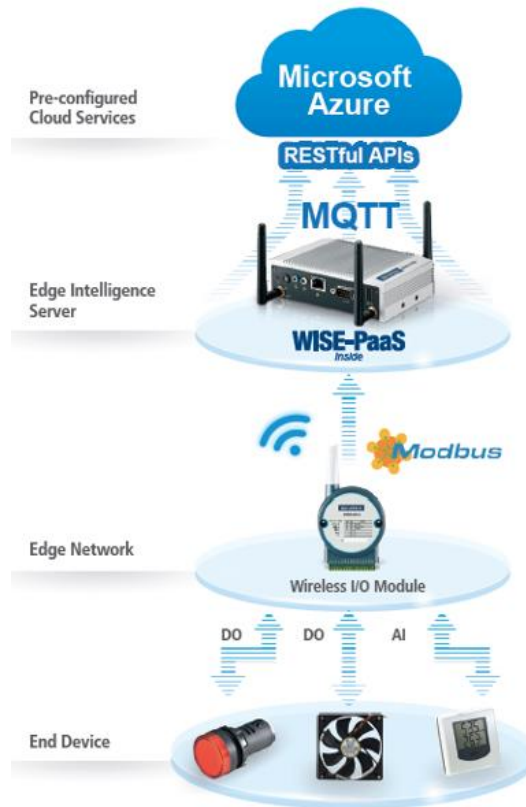 Microsoft
Azure
Pre-configured
Cloud Services
RESTful APIs
MQTT
Edge Intelligence
Server
WISE-PaaS
Inside
Modbus
Edge Network
Wireless I/O Module
DO
DO
AI
End Device